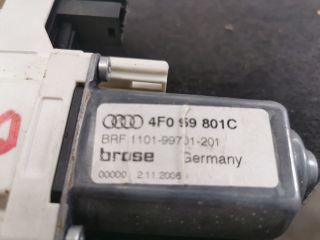 4F0 959 801C
BRF 1101-99701-201
brose Germany
00000 2.11.2006